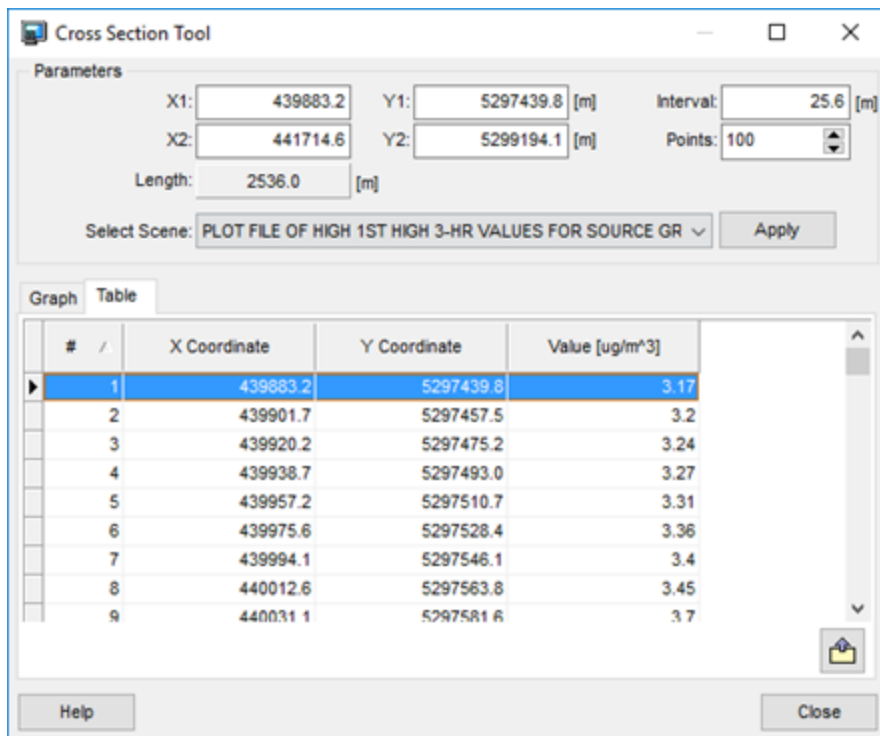 Cross Section Tool
Parameters
X1: 439883.2 Y1: 5297439.8 [m] Interval: 25.6 [m]
X2: 441714.6 Y2: 5299194.1 [m] Points: 100
Length: 2536.0 [m]
Select Scene: PLOT FILE OF HIGH 1ST HIGH 3-HR VALUES FOR SOURCE GR Apply
Graph Table
# X Coordinate Y Coordinate Value [ug/m^3]
1 439883.2 5297439.8 3.17
2 439901.7 5297457.5 3.2
3 439920.2 5297475.2 3.24
4 439938.7 5297493.0 3.27
5 439957.2 5297510.7 3.31
6 439975.6 5297528.4 3.36
7 439994.1 5297546.1 3.4
8 440012.6 5297563.8 3.45
9 440031.1 5297581.6 3.7
Help Close